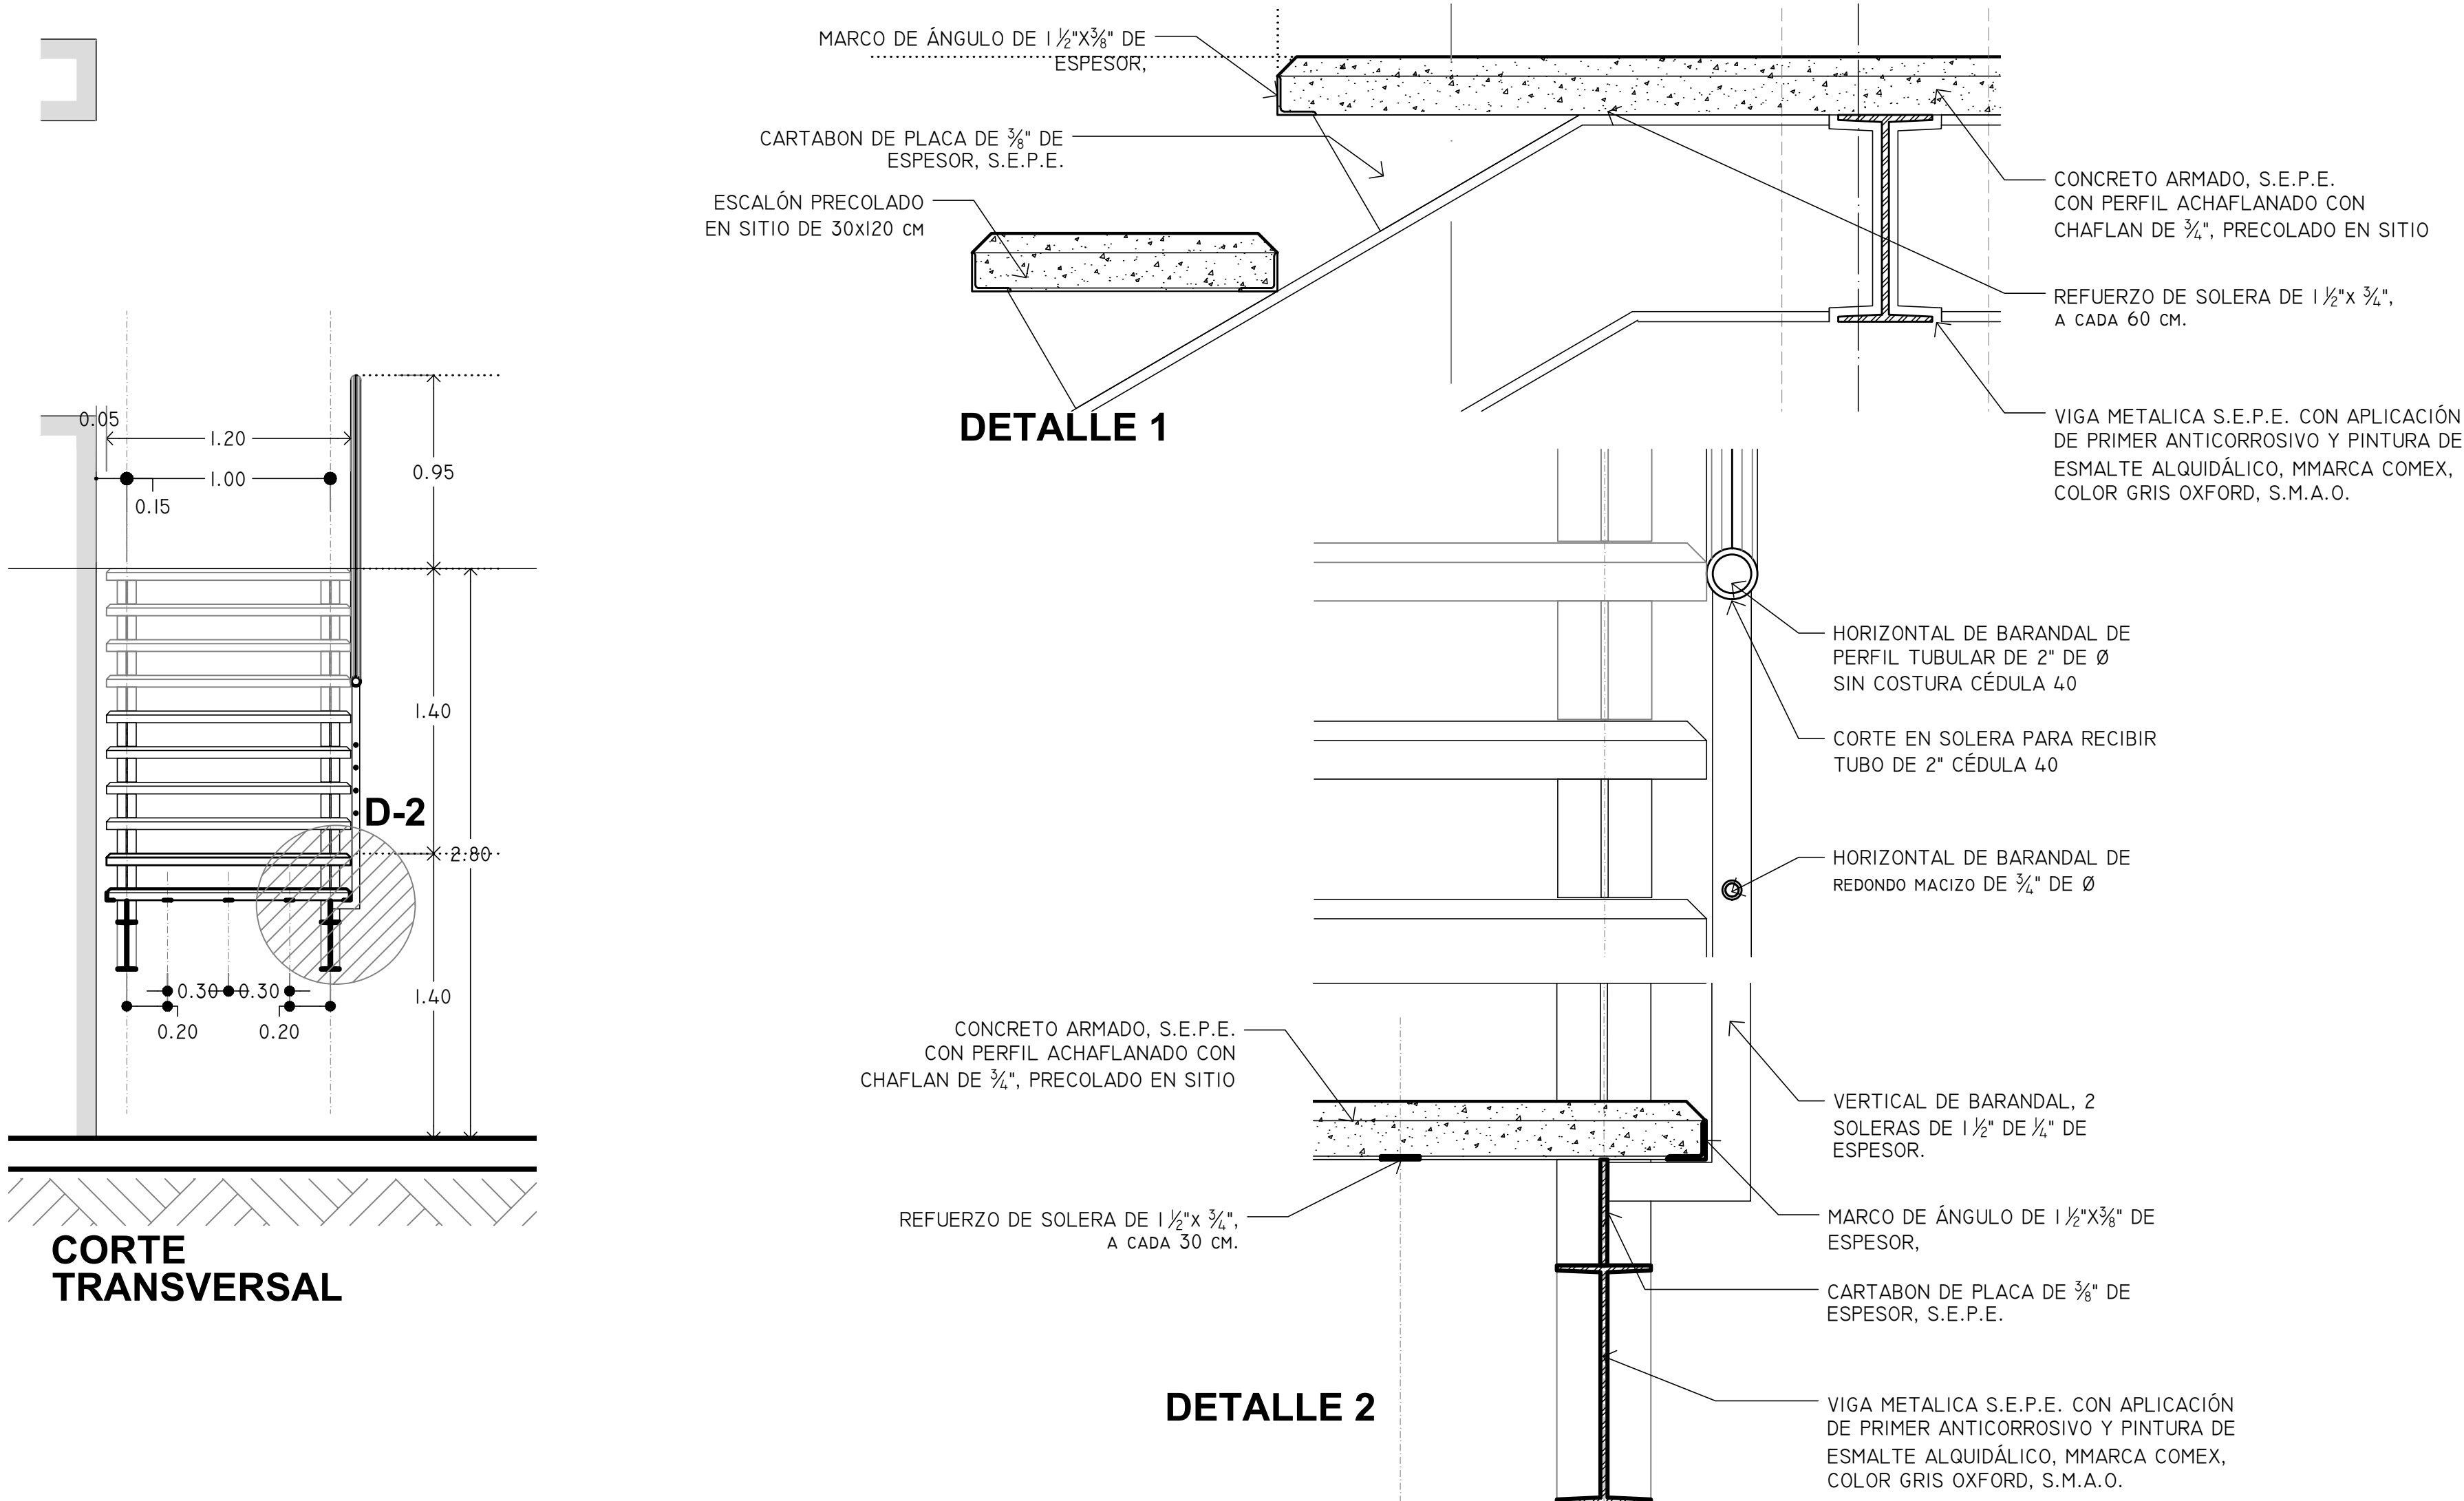 MARCO DE ÁNGULO DE 1 ½"X⅜" DE
ESPESOR,
CARTABON DE PLACA DE ⅜" DE
ESPESOR, S.E.P.E.
ESCALÓN PRECOLADO
EN SITIO DE 30X120 CM
CONCRETO ARMADO, S.E.P.E.
CON PERFIL ACHAFLANADO CON
CHAFLAN DE ¾", PRECOLADO EN SITIO
REFUERZO DE SOLERA DE 1 ½"X ¾",
A CADA 60 CM.
VIGA METALICA S.E.P.E. CON APLICACIÓN
DE PRIMER ANTICORROSIVO Y PINTURA DE
ESMALTE ALQUIDÁLICO, MMARCA COMEX,
COLOR GRIS OXFORD, S.M.A.O.
DETALLE 1
0.05
1.20
1.00
0.15
0.95
1.40
D-2
2.80
0.30
0.30
1.40
0.20
0.20
CORTE
TRANSVERSAL
HORIZONTAL DE BARANDAL DE
PERFIL TUBULAR DE 2" DE Ø
SIN COSTURA CÉDULA 40
CORTE EN SOLERA PARA RECIBIR
TUBO DE 2" CÉDULA 40
HORIZONTAL DE BARANDAL DE
REDONDO MACIZO DE ¾" DE Ø
CONCRETO ARMADO, S.E.P.E.
CON PERFIL ACHAFLANADO CON
CHAFLAN DE ¾", PRECOLADO EN SITIO
REFUERZO DE SOLERA DE 1 ½"X ¾",
A CADA 30 CM.
VERTICAL DE BARANDAL, 2
SOLERAS DE 1 ½" DE ¼" DE
ESPESOR.
MARCO DE ÁNGULO DE 1 ½"X⅜" DE
ESPESOR,
CARTABON DE PLACA DE ⅜" DE
ESPESOR, S.E.P.E.
VIGA METALICA S.E.P.E. CON APLICACIÓN
DE PRIMER ANTICORROSIVO Y PINTURA DE
ESMALTE ALQUIDÁLICO, MMARCA COMEX,
COLOR GRIS OXFORD, S.M.A.O.
DETALLE 2